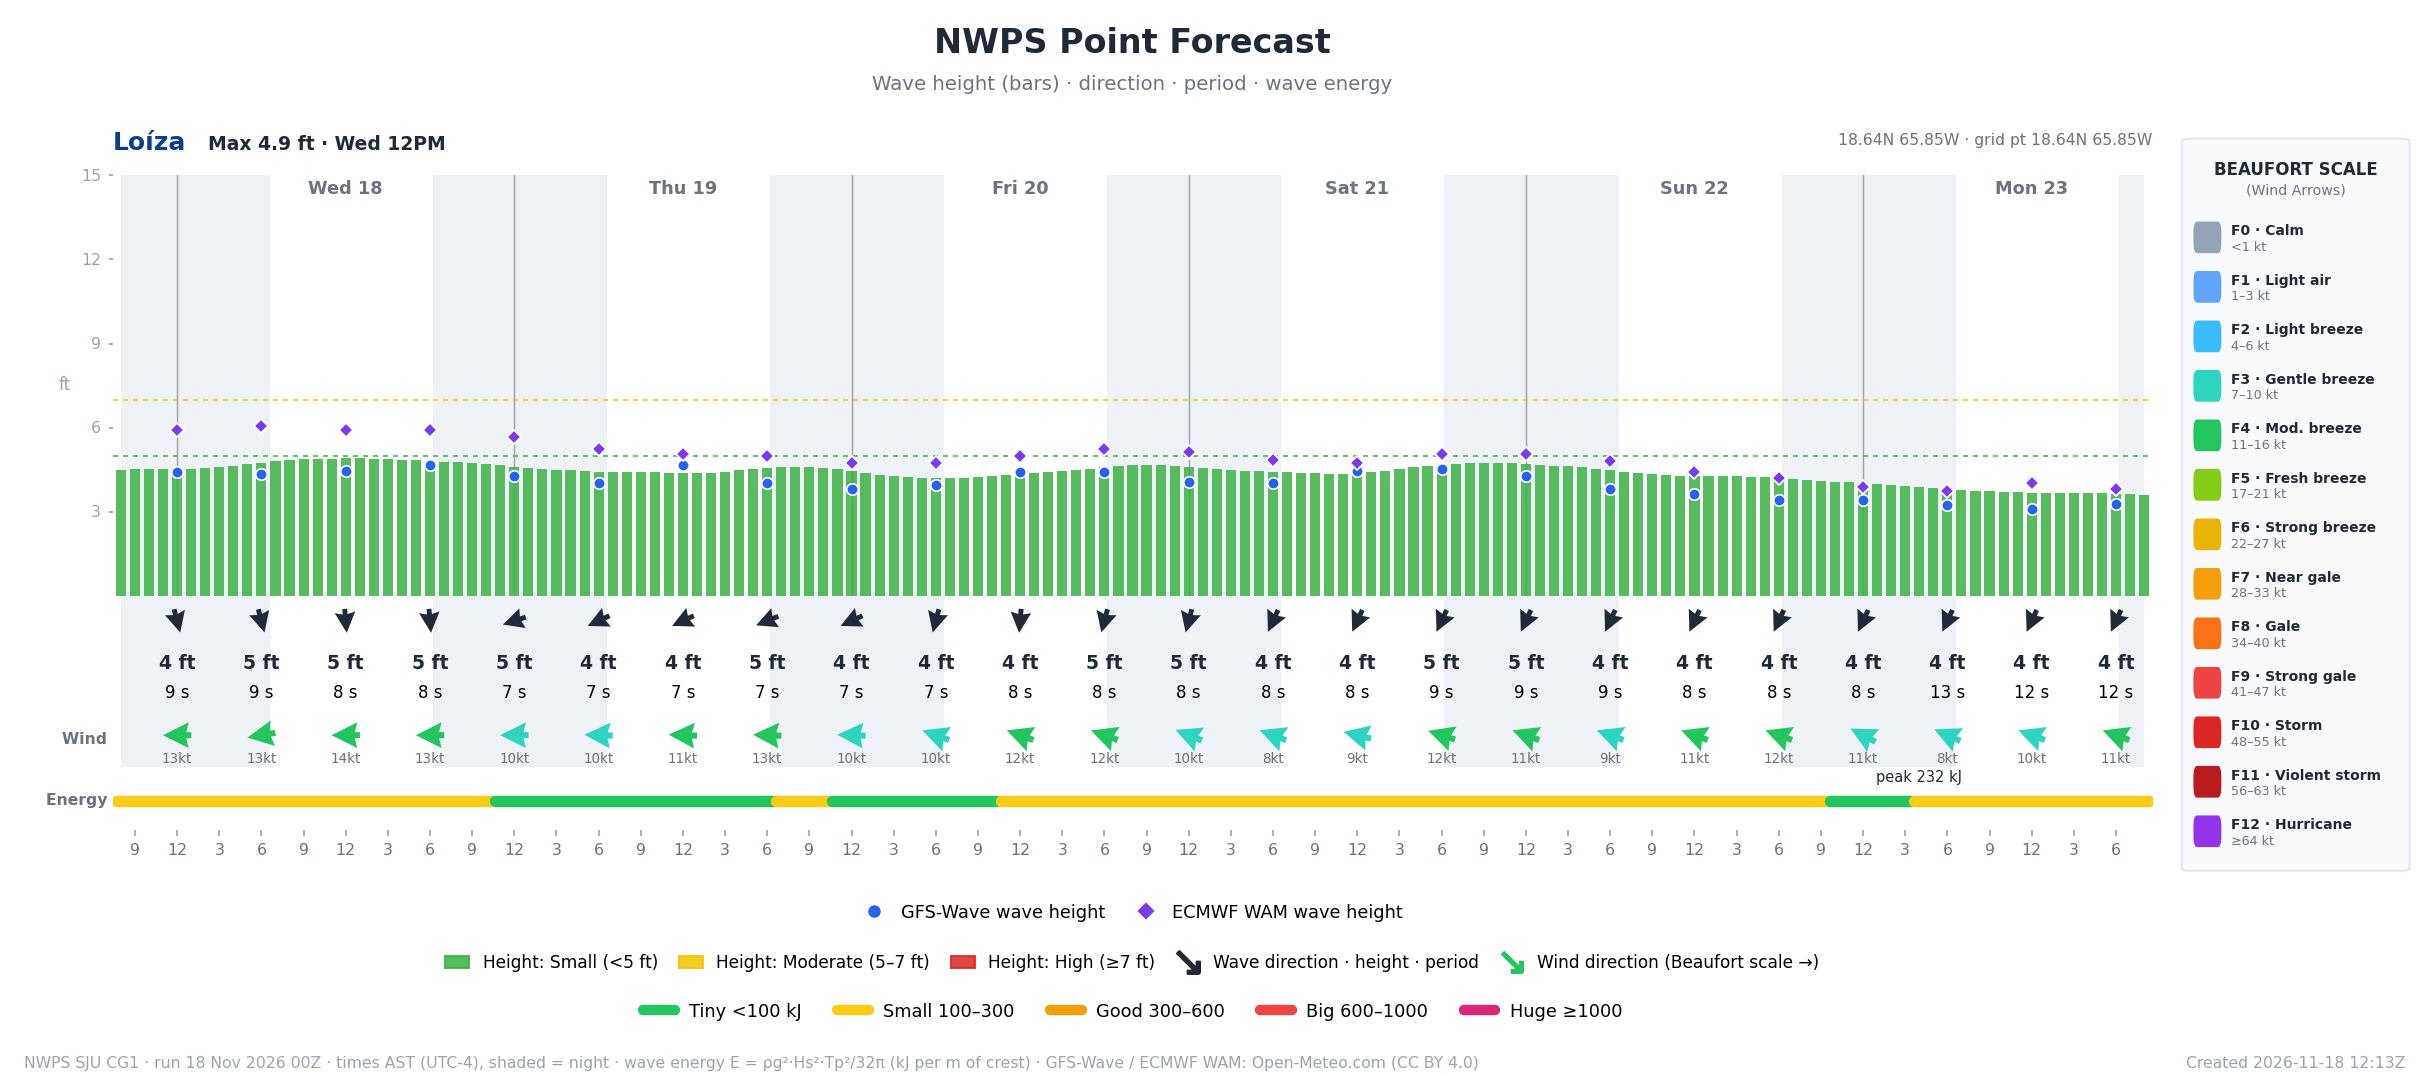 NWPS Point Forecast
Wave height (bars) · direction · period · wave energy
Loíza Max 4.9 ft · Wed 12PM
18.64N 65.85W · grid pt 18.64N 65.85W
15
12
9
ft
6
3
Wed 18 Thu 19 Fri 20 Sat 21 Sun 22 Mon 23
4 ft 5 ft 5 ft 5 ft 5 ft 4 ft 4 ft 5 ft 4 ft 4 ft 4 ft 5 ft 5 ft 4 ft 4 ft 5 ft 5 ft 4 ft 4 ft 4 ft 4 ft 4 ft 4 ft 4 ft
9 s 9 s 8 s 8 s 7 s 7 s 7 s 7 s 7 s 7 s 8 s 8 s 8 s 8 s 8 s 9 s 9 s 9 s 8 s 8 s 8 s 13 s 12 s 12 s
Wind
13kt 13kt 14kt 13kt 10kt 10kt 11kt 13kt 10kt 10kt 12kt 12kt 10kt 8kt 9kt 12kt 11kt 9kt 11kt 12kt 11kt 8kt 10kt 11kt
peak 232 kJ
Energy
9 12 3 6 9 12 3 6 9 12 3 6 9 12 3 6 9 12 3 6 9 12 3 6 9 12 3 6 9 12 3 6 9 12 3 6 9 12 3 6 9 12 3 6 9 12 3 6
BEAUFORT SCALE
(Wind Arrows)
F0 · Calm
<1 kt
F1 · Light air
1–3 kt
F2 · Light breeze
4–6 kt
F3 · Gentle breeze
7–10 kt
F4 · Mod. breeze
11–16 kt
F5 · Fresh breeze
17–21 kt
F6 · Strong breeze
22–27 kt
F7 · Near gale
28–33 kt
F8 · Gale
34–40 kt
F9 · Strong gale
41–47 kt
F10 · Storm
48–55 kt
F11 · Violent storm
56–63 kt
F12 · Hurricane
≥64 kt
GFS-Wave wave height ECMWF WAM wave height
Height: Small (<5 ft) Height: Moderate (5–7 ft) Height: High (≥7 ft) Wave direction · height · period Wind direction (Beaufort scale →)
Tiny <100 kJ Small 100–300 Good 300–600 Big 600–1000 Huge ≥1000
NWPS SJU CG1 · run 18 Nov 2026 00Z · times AST (UTC-4), shaded = night · wave energy E = ρg²·Hs²·Tp²/32π (kJ per m of crest) · GFS-Wave / ECMWF WAM: Open-Meteo.com (CC BY 4.0)
Created 2026-11-18 12:13Z